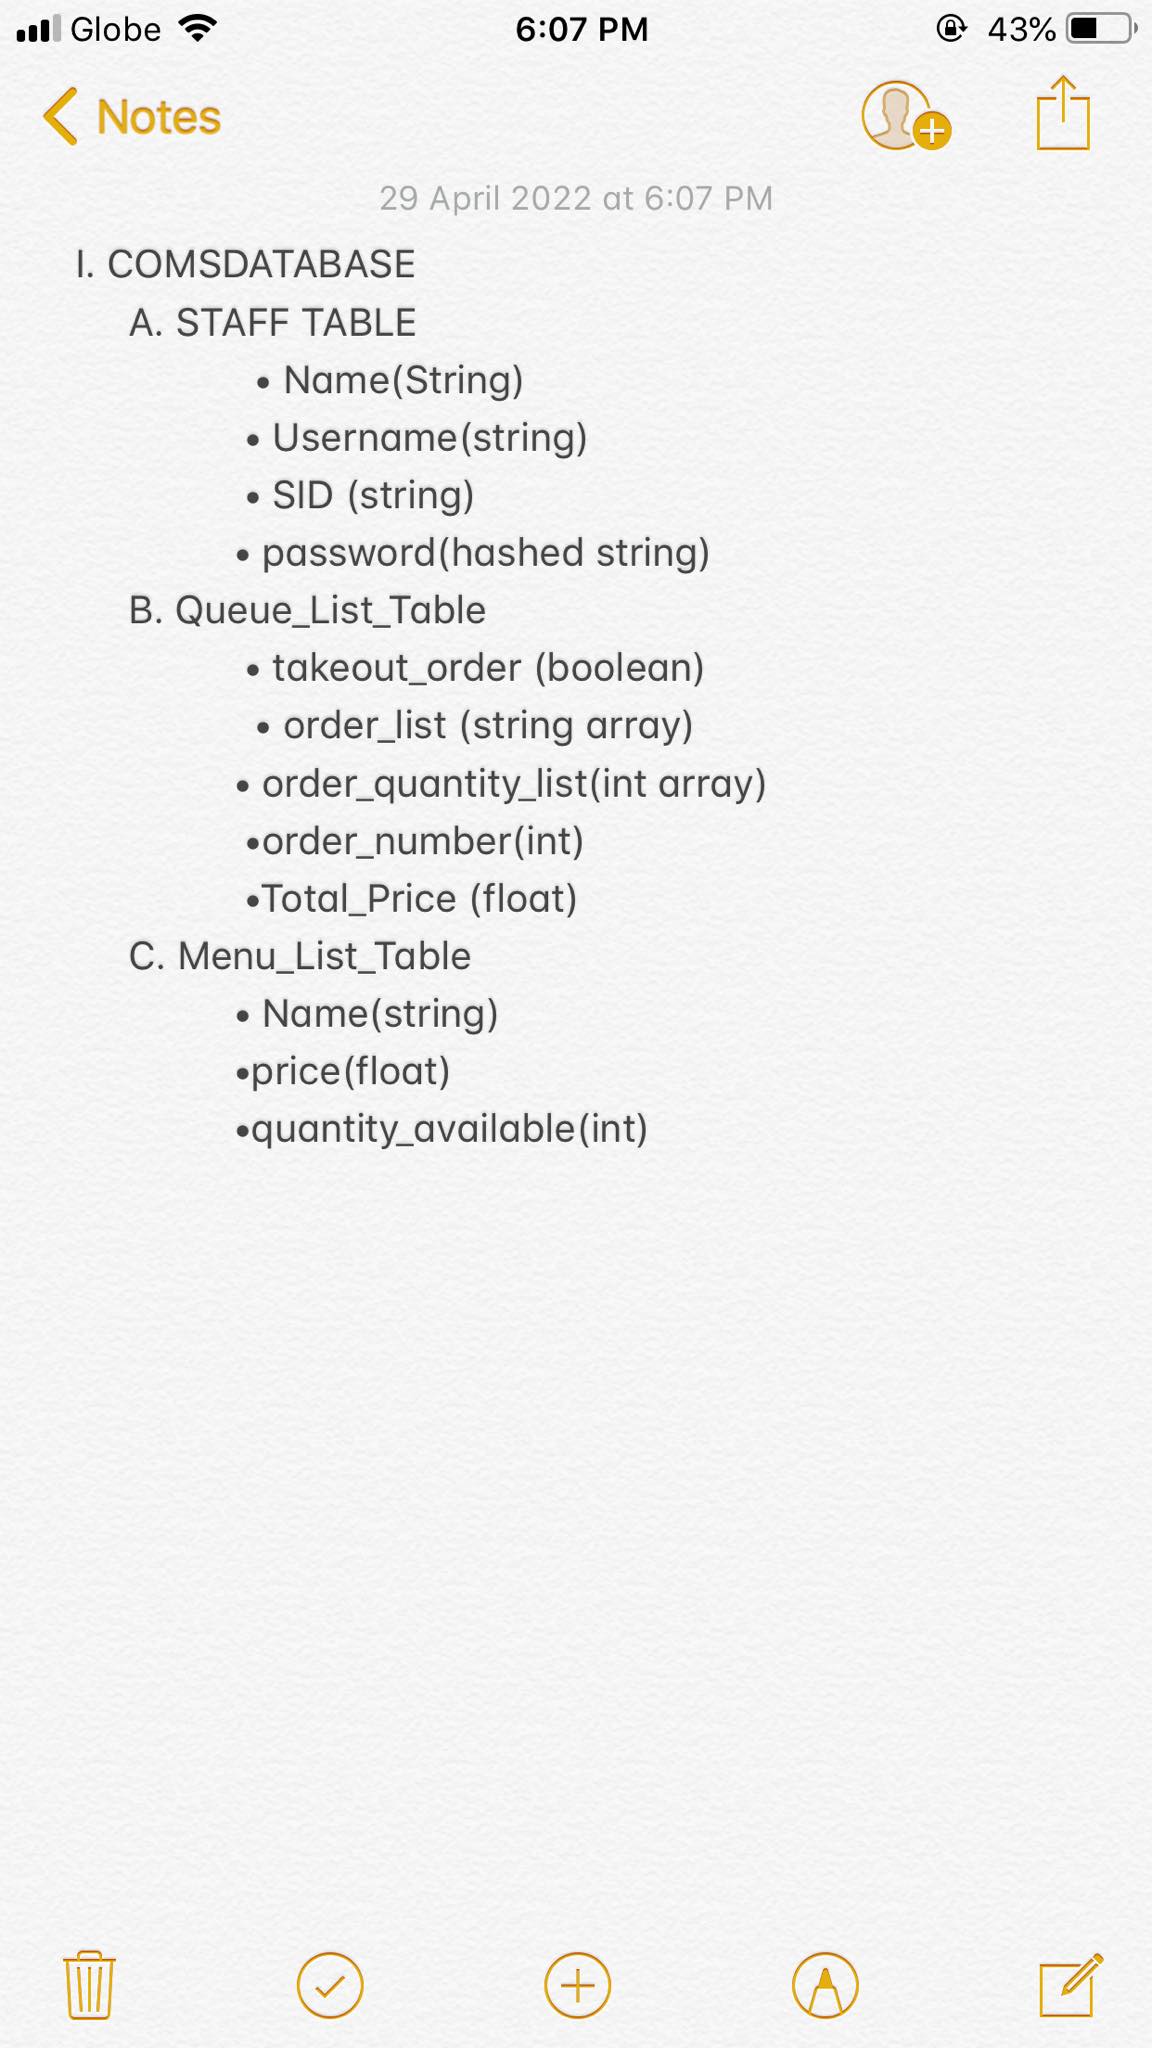 Globe 6:07 PM 43%
Notes
29 April 2022 at 6:07 PM
I. COMSDATABASE
A. STAFF TABLE
• Name(String)
• Username(string)
• SID (string)
• password(hashed string)
B. Queue_List_Table
• takeout_order (boolean)
• order_list (string array)
• order_quantity_list(int array)
•order_number(int)
•Total_Price (float)
C. Menu_List_Table
• Name(string)
•price(float)
•quantity_available(int)